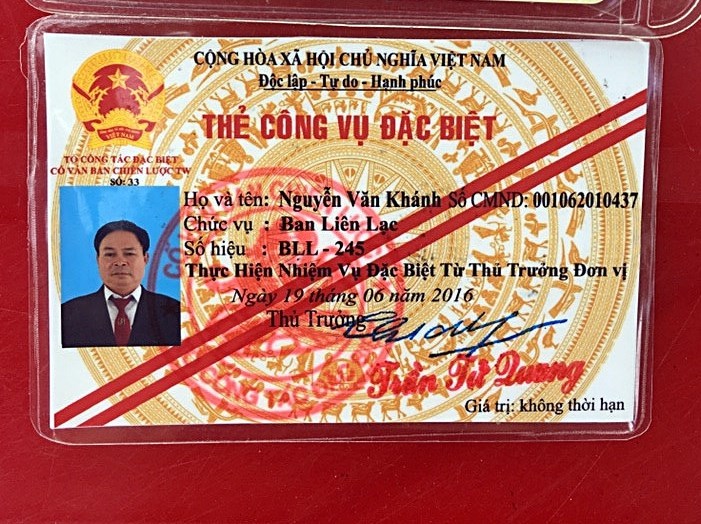 CỘNG HÒA XÃ HỘI CHỦ NGHĨA VIỆT NAM
Độc lập - Tự do - Hạnh phúc
THẺ CÔNG VỤ ĐẶC BIỆT
VIỆT NAM
TỔ CÔNG TÁC ĐẶC BIỆT
CỐ VẤN BAN CHIẾN LƯỢC TW
SỐ: 33
Họ và tên: Nguyễn Văn Khánh Số CMND: 001062010437
Chức vụ : Ban Liên Lạc
Số hiệu : BLL - 245
Thực Hiện Nhiệm Vụ Đặc Biệt Từ Thủ Trưởng Đơn vị
Ngày 19 tháng 06 năm 2016
Thủ Trưởng
Trần Tứ Quang
Giá trị: không thời hạn